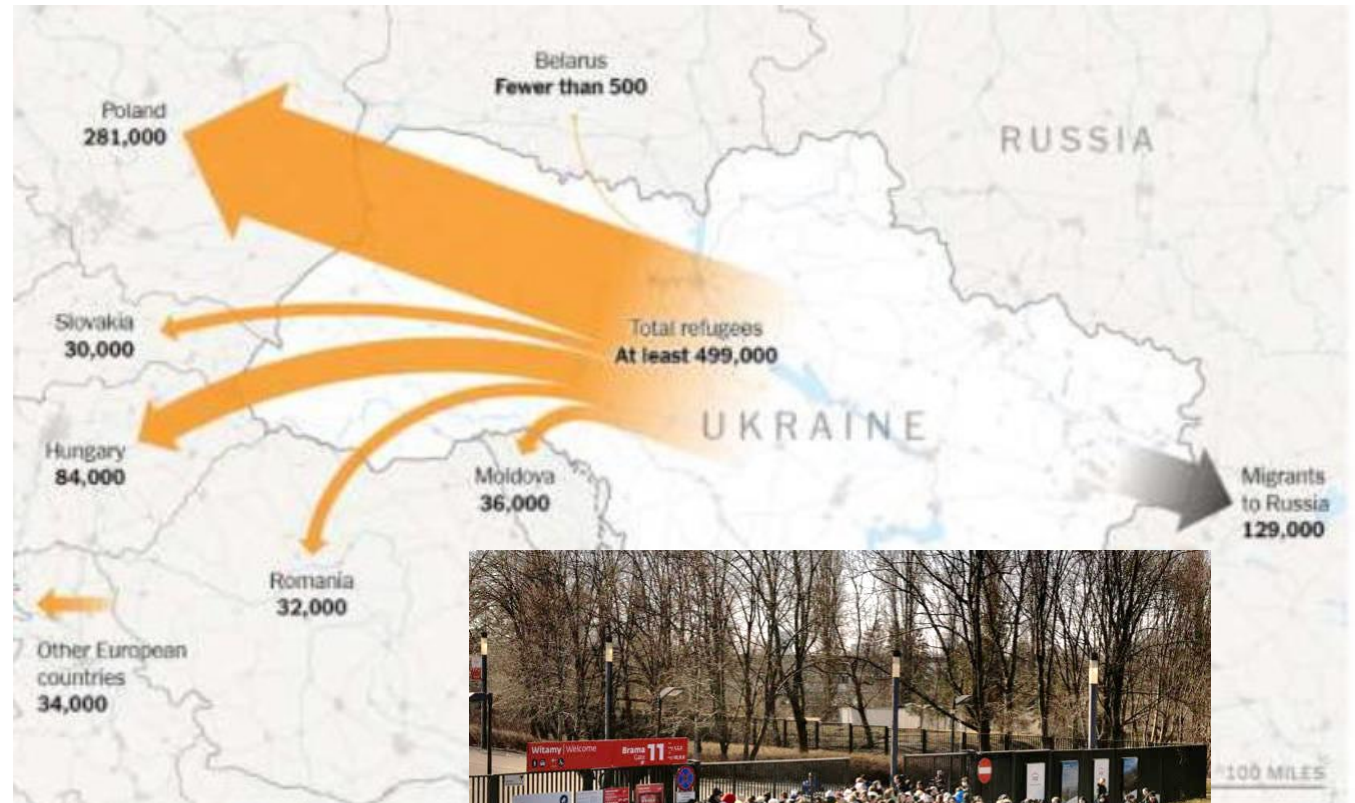 Belarus
Fewer than 500
Poland
281,000
RUSSIA
Slovakia
30,000
Total refugees
At least 499,000
UKRAINE
Hungary
84,000
Moldova
36,000
Migrants
to Russia
129,000
Romania
32,000
Other European
countries
34,000
Witamy Welcome
Brama 11
Gate
100 MILES